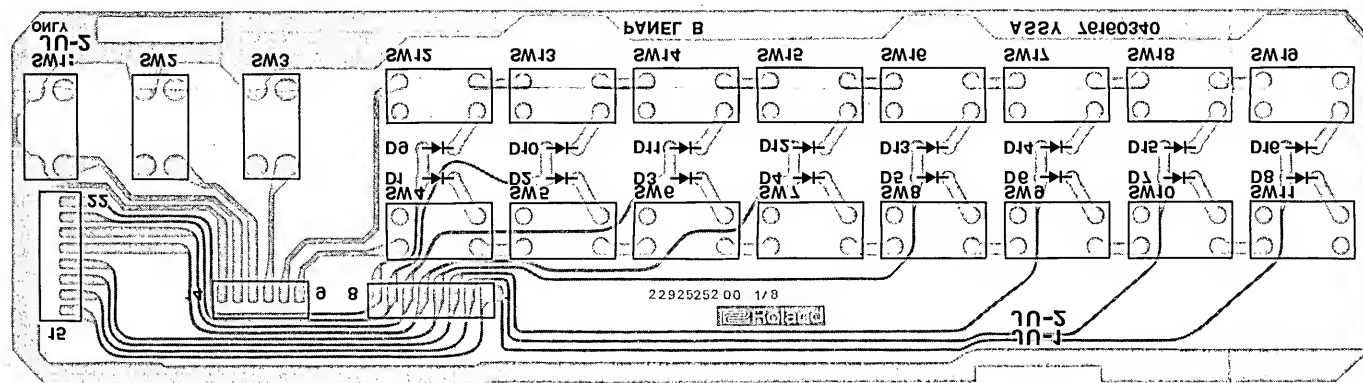 ONLY
JU-2
PANEL B
ASSY 76160340
SW1:
SW2
SW3
SW12
SW13
SW14
SW15
SW16
SW17
SW18
SW19
D9
D10
D11
D12
D13
D14
D15
D16
D1
D2
D3
D4
D5
D6
D7
D8
SW4
SW5
SW6
SW7
SW8
SW9
SW10
SW11
22
14
9
8
22925252 00 1/8
Roland
JU-2
JU-1
15